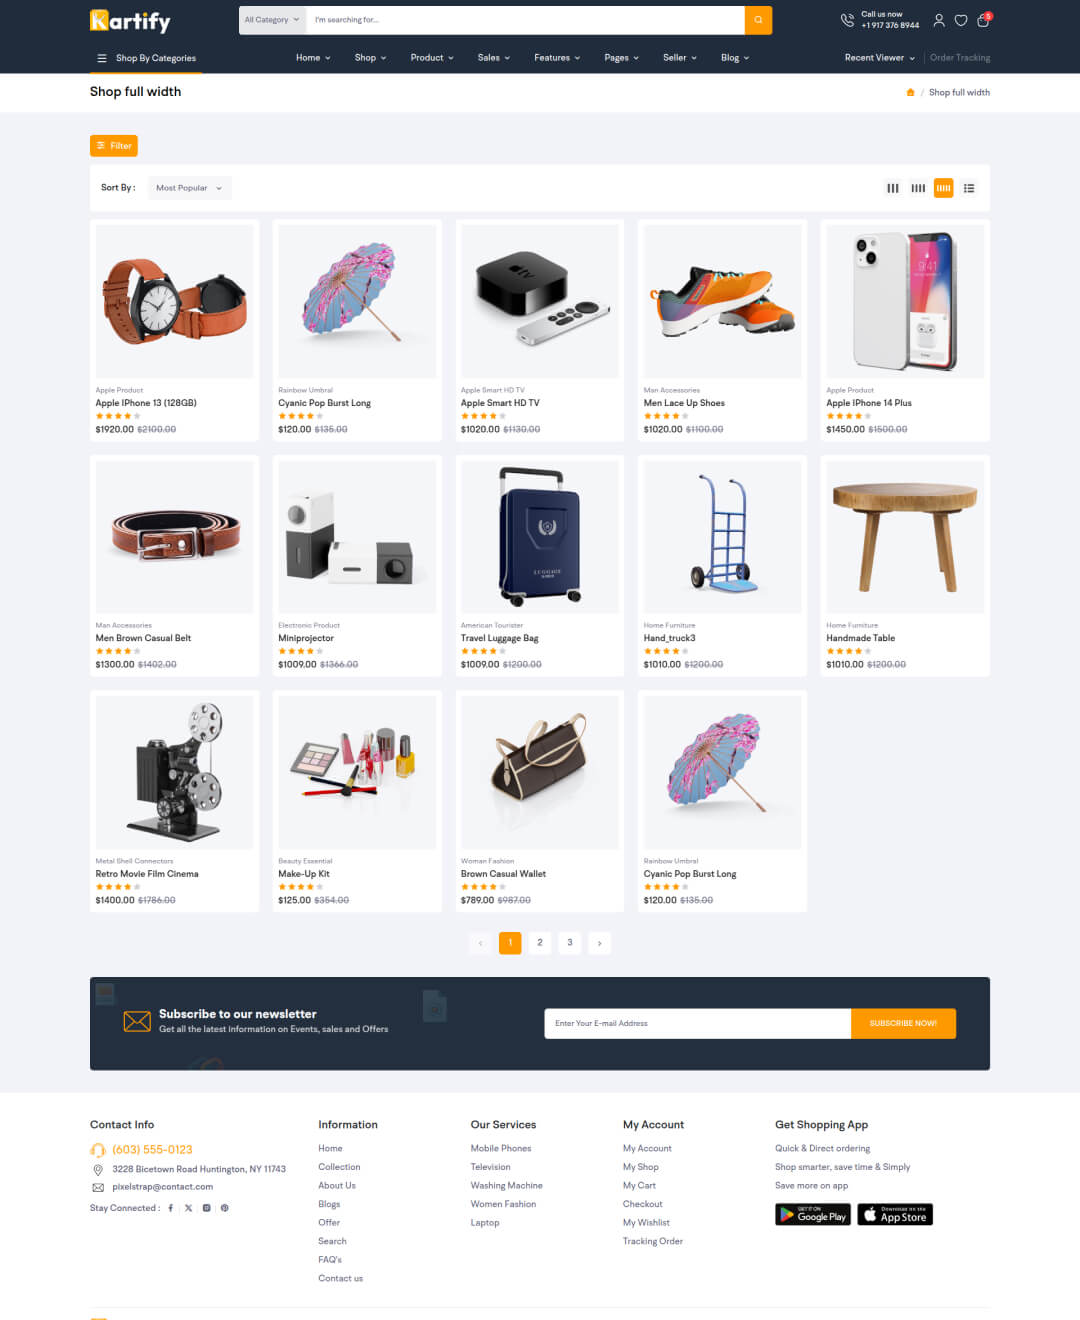 Kartify
All Category
I'm searching for...
Call us now
+1 917 376 8944
5
Shop By Categories
Home
Shop
Product
Sales
Features
Pages
Seller
Blog
Recent Viewer
Order Tracking
Shop full width
/ Shop full width
Filter
Sort By :
Most Popular
tv
9:41
Apple Product
Rainbow Umbral
Apple Smart HD TV
Man Accessories
Apple Product
Apple IPhone 13 (128GB)
Cyanic Pop Burst Long
Apple Smart HD TV
Men Lace Up Shoes
Apple IPhone 14 Plus
$1920.00 $2100.00
$120.00 $135.00
$1020.00 $1130.00
$1020.00 $1100.00
$1450.00 $1500.00
LUGGAGE
Man Accessories
Electronic Product
American Tourister
Home Furniture
Home Furniture
Men Brown Casual Belt
Miniprojector
Travel Luggage Bag
Hand_truck3
Handmade Table
$1300.00 $1402.00
$1009.00 $1366.00
$1009.00 $1200.00
$1010.00 $1200.00
$1010.00 $1200.00
Metal Shell Connectors
Beauty Essential
Woman Fashion
Rainbow Umbral
Retro Movie Film Cinema
Make-Up Kit
Brown Casual Wallet
Cyanic Pop Burst Long
$1400.00 $1786.00
$125.00 $354.00
$789.00 $987.00
$120.00 $135.00
‹
1
2
3
›
Subscribe to our newsletter
Get all the latest information on Events, sales and Offers
Enter Your E-mail Address
SUBSCRIBE NOW!
Contact Info
(603) 555-0123
3228 Bicetown Road Huntington, NY 11743
pixelstrap@contact.com
Stay Connected :
Information
Home
Collection
About Us
Blogs
Offer
Search
FAQ's
Contact us
Our Services
Mobile Phones
Television
Washing Machine
Women Fashion
Laptop
My Account
My Account
My Shop
My Cart
Checkout
My Wishlist
Tracking Order
Get Shopping App
Quick & Direct ordering
Shop smarter, save time & Simply
Save more on app
GET IT ON
Google Play
Download on the
App Store